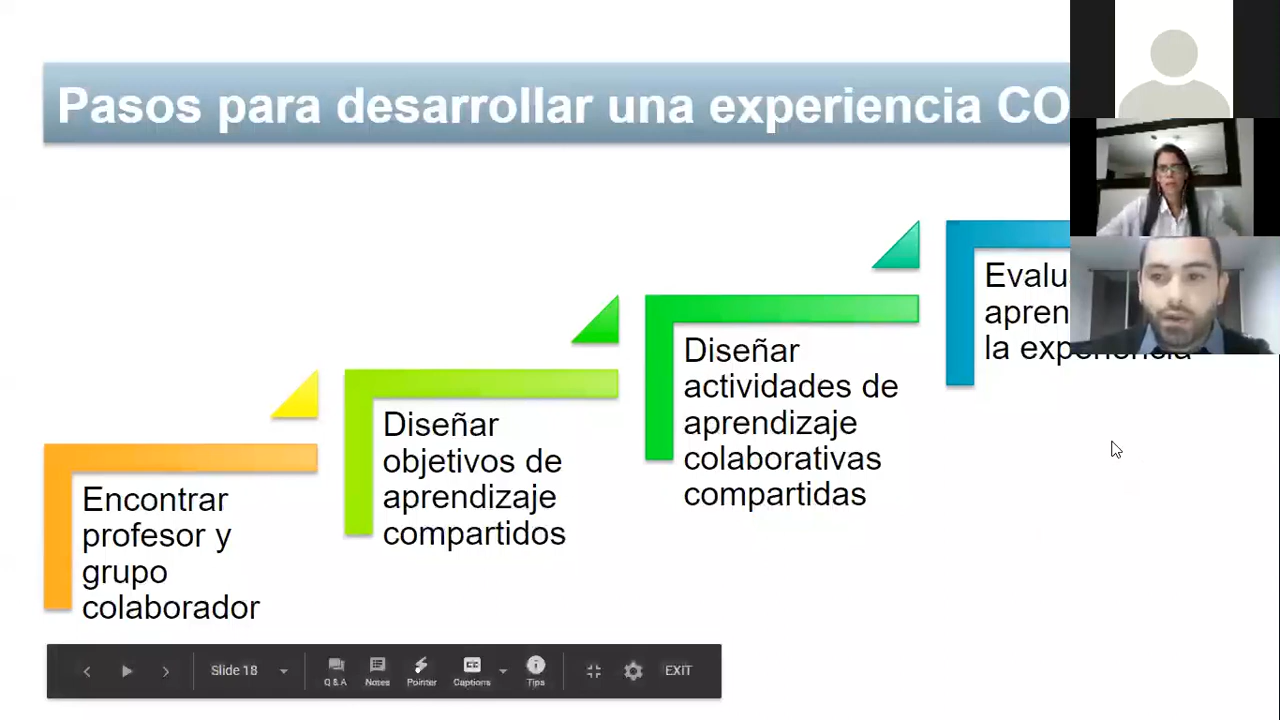 Pasos para desarrollar una experiencia CO
Evalu
apren
la experiencia
Diseñar
actividades de
aprendizaje
colaborativas
compartidas
Diseñar
objetivos de
aprendizaje
compartidos
Encontrar
profesor y
grupo
colaborador
Slide 18
Q & A
Notes
Pointer
CC
Captions
Tips
EXIT